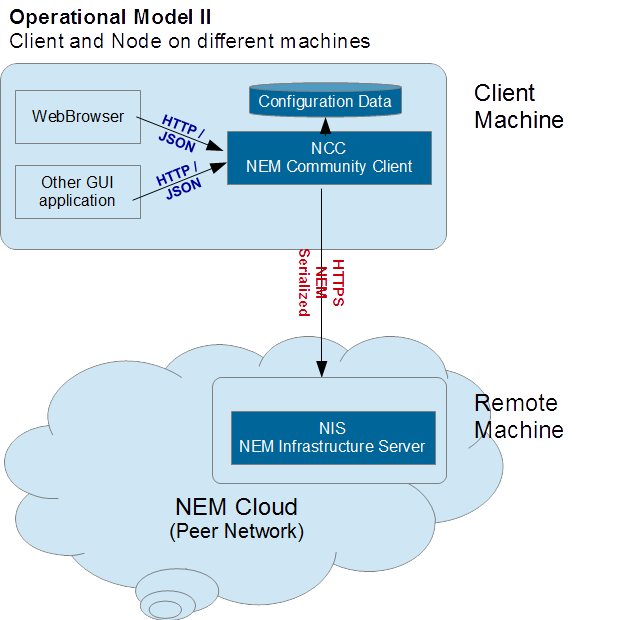 Operational Model II
Client and Node on different machines
Client
Machine
WebBrowser
HTTP /
JSON
Configuration Data
NCC
NEM Community Client
Other GUI
application
HTTP /
JSON
HTTPS
NEM
Serialized
Remote
Machine
NIS
NEM Infrastructure Server
NEM Cloud
(Peer Network)